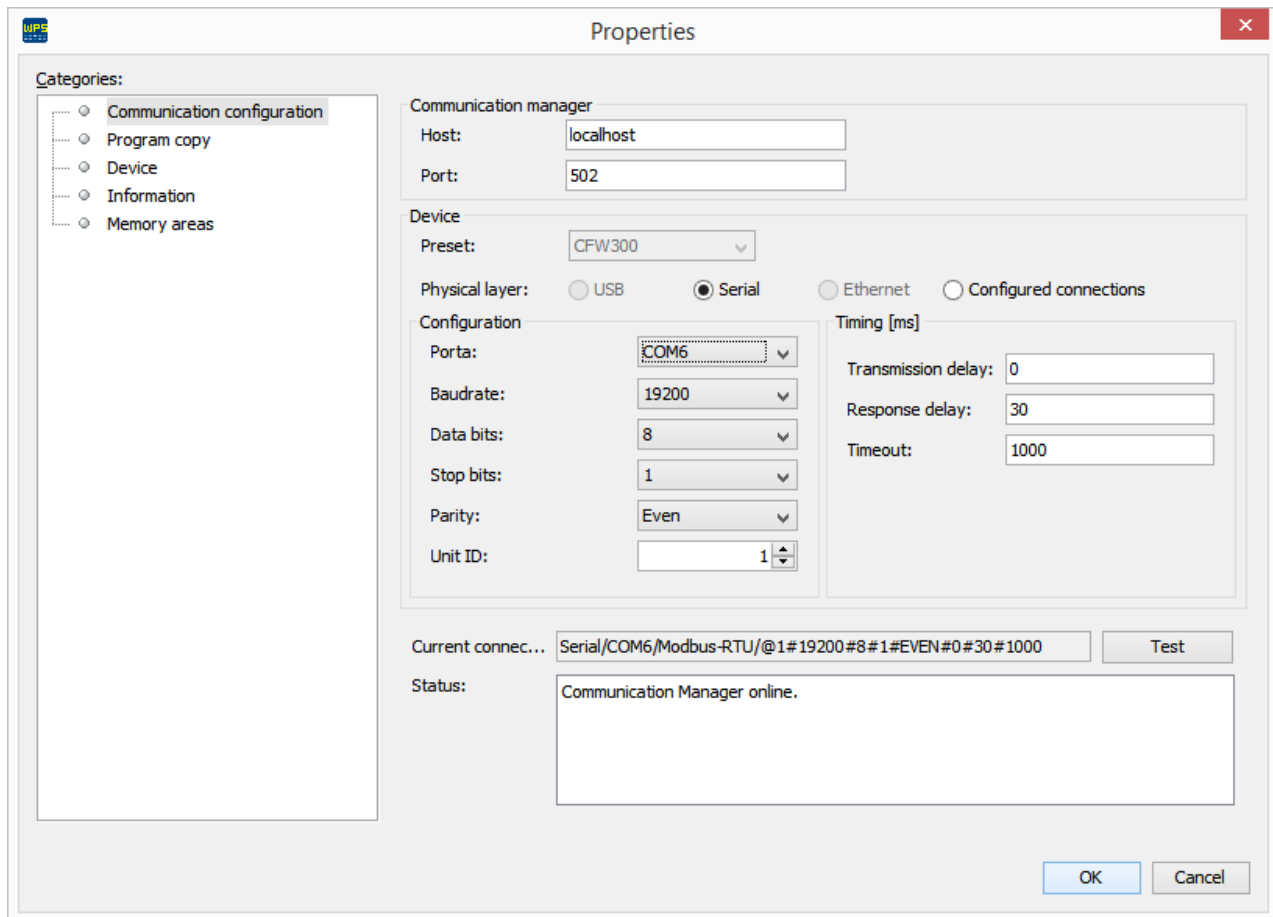 WPS
Properties
Categories:
Communication configuration
Program copy
Device
Information
Memory areas
Communication manager
Host: localhost
Port: 502
Device
Preset: CFW300
Physical layer: USB Serial Ethernet Configured connections
Configuration
Porta: COM6
Baudrate: 19200
Data bits: 8
Stop bits: 1
Parity: Even
Unit ID: 1
Timing [ms]
Transmission delay: 0
Response delay: 30
Timeout: 1000
Current connec... Serial/COM6/Modbus-RTU/@1#19200#8#1#EVEN#0#30#1000 Test
Status: Communication Manager online.
OK Cancel